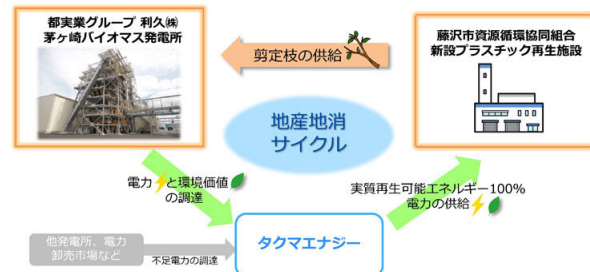 都実業グループ 利久㈱
茅ヶ崎バイオマス発電所
剪定枝の供給
藤沢市資源循環協同組合
新設プラスチック再生施設
地産地消
サイクル
電力と環境価値
の調達
実質再生可能エネルギー100%
電力の供給
他発電所、電力
卸売市場など
不足電力の調達
タクマエナジー